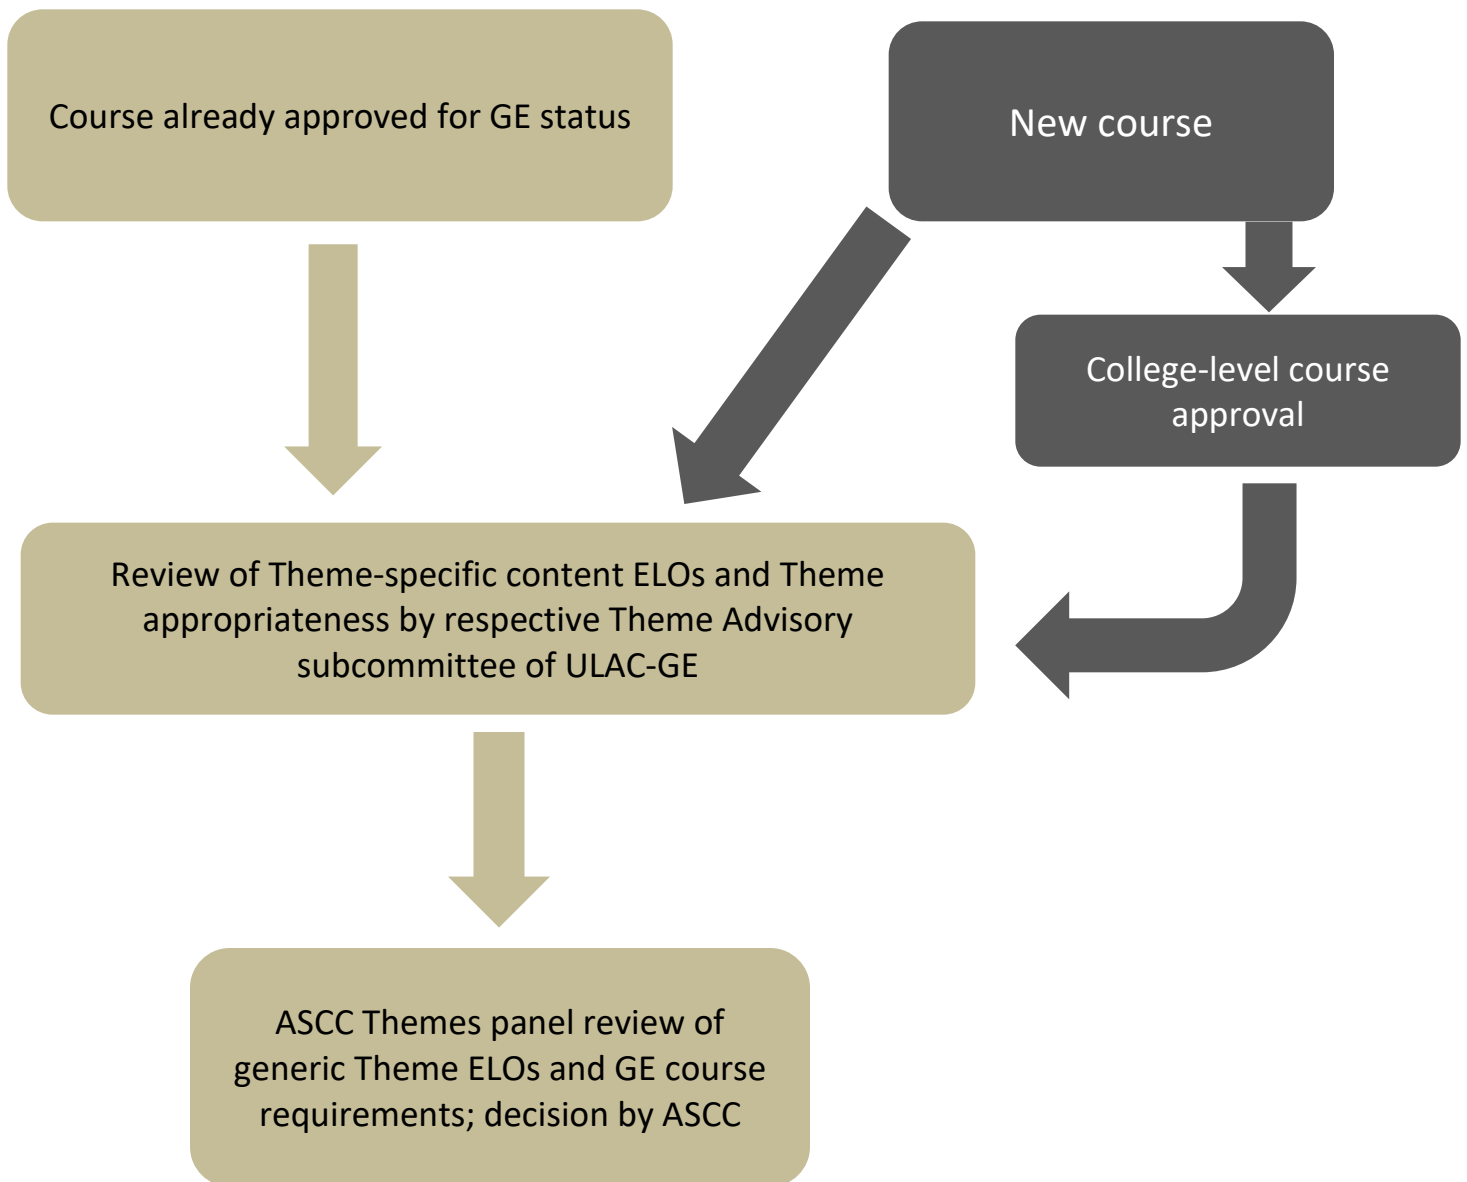 Course already approved for GE status
New course
College-level course
approval
Review of Theme-specific content ELOs and Theme
appropriateness by respective Theme Advisory
subcommittee of ULAC-GE
ASCC Themes panel review of
generic Theme ELOs and GE course
requirements; decision by ASCC